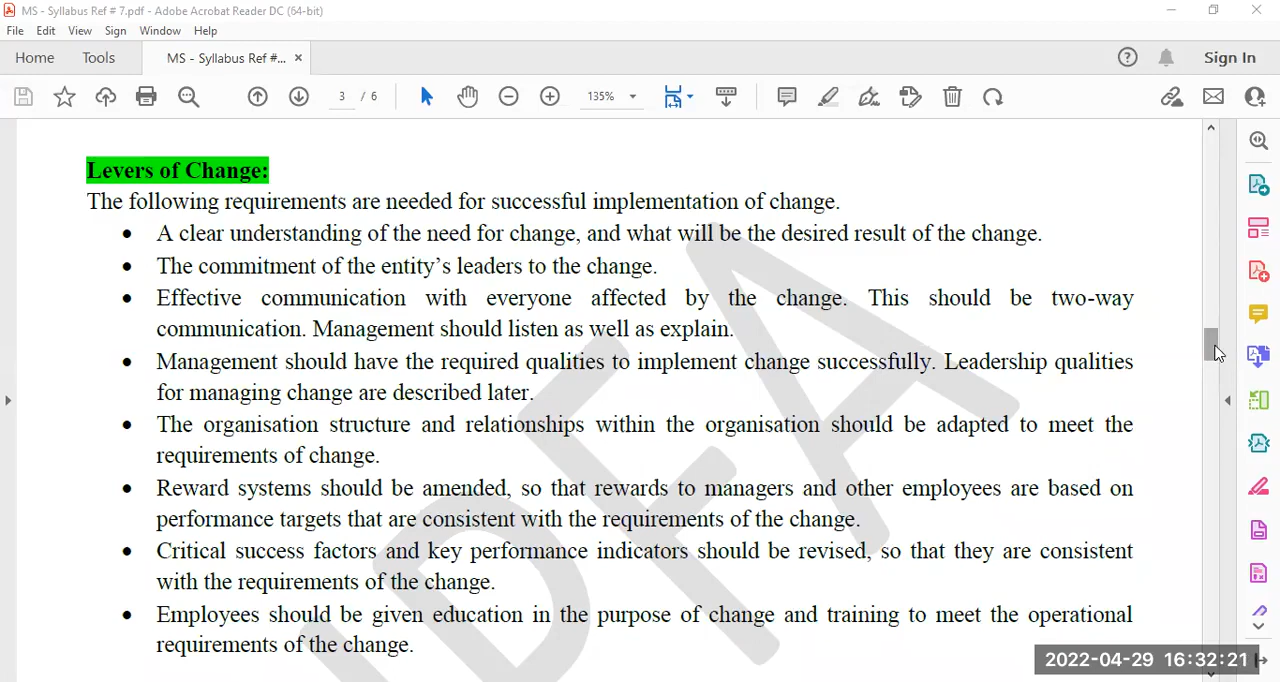 MS - Syllabus Ref # 7.pdf - Adobe Acrobat Reader DC (64-bit)
File Edit View Sign Window Help
Home Tools MS - Syllabus Ref #... × Sign In
3 / 6 135%
Levers of Change:
The following requirements are needed for successful implementation of change.
• A clear understanding of the need for change, and what will be the desired result of the change.
• The commitment of the entity’s leaders to the change.
• Effective communication with everyone affected by the change. This should be two-way
communication. Management should listen as well as explain.
• Management should have the required qualities to implement change successfully. Leadership qualities
for managing change are described later.
• The organisation structure and relationships within the organisation should be adapted to meet the
requirements of change.
• Reward systems should be amended, so that rewards to managers and other employees are based on
performance targets that are consistent with the requirements of the change.
• Critical success factors and key performance indicators should be revised, so that they are consistent
with the requirements of the change.
• Employees should be given education in the purpose of change and training to meet the operational
requirements of the change.
DFA
2022-04-29 16:32:21